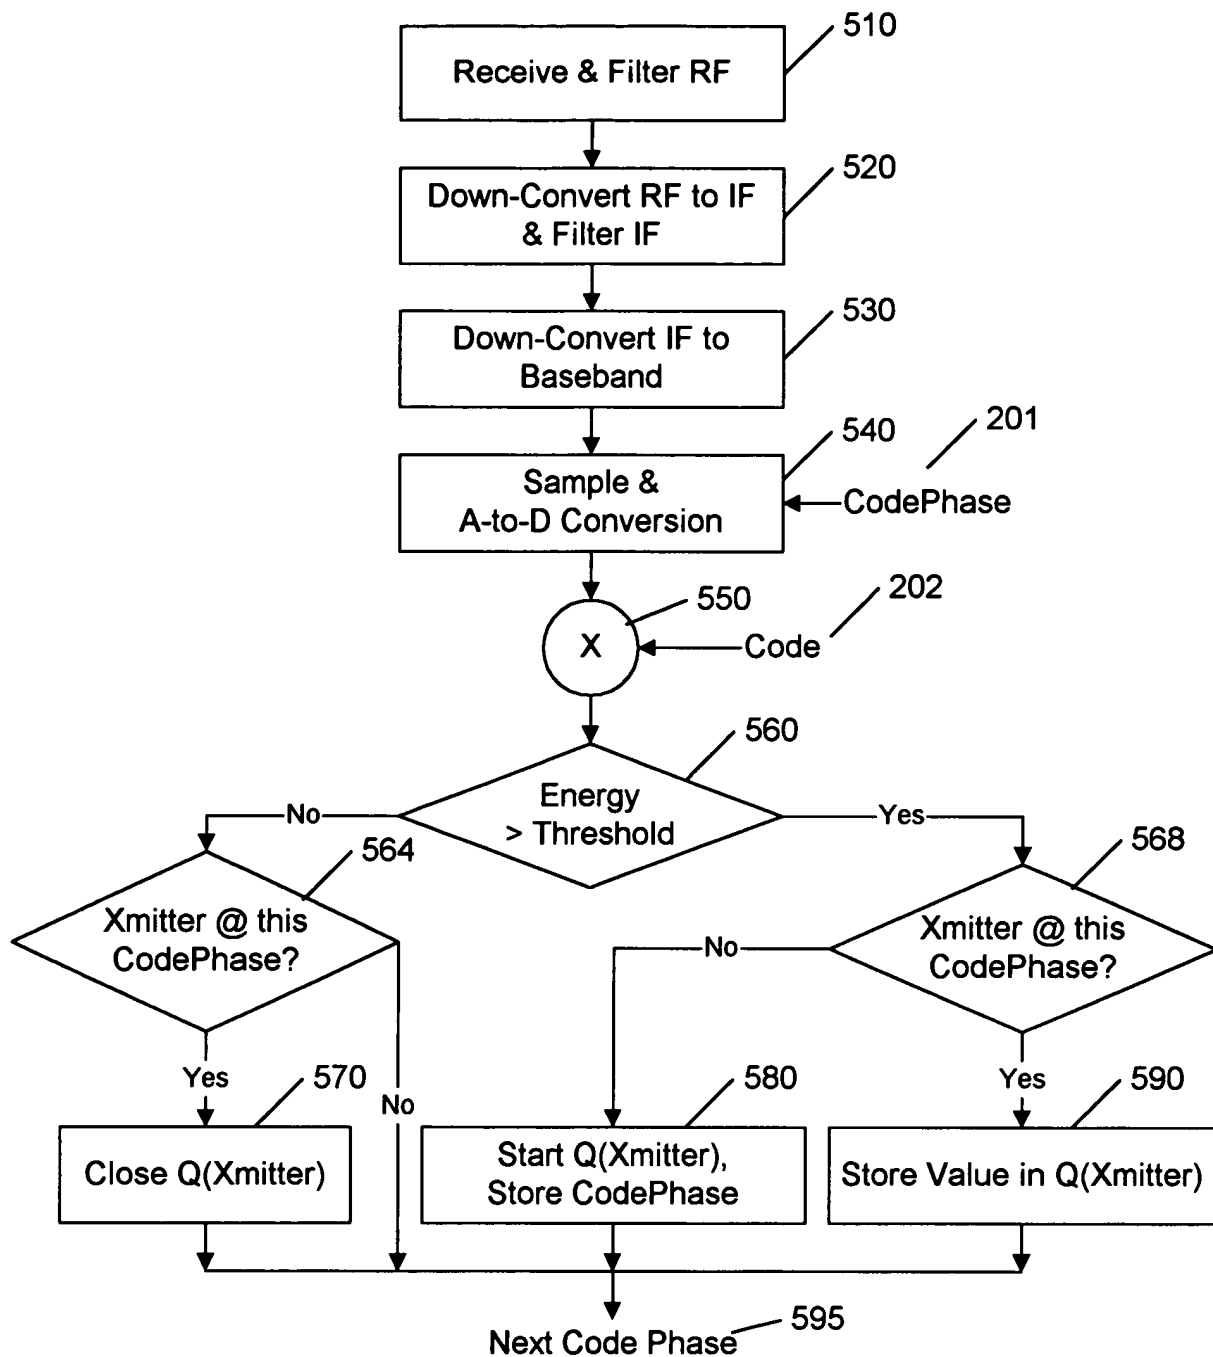 510
Receive & Filter RF
520
Down-Convert RF to IF
& Filter IF
530
Down-Convert IF to
Baseband
540
201
Sample &
A-to-D Conversion
CodePhase
550
202
X
Code
560
Energy
> Threshold
No
Yes
564
568
Xmitter @ this
CodePhase?
Xmitter @ this
CodePhase?
No
Yes
570
No
580
Yes
590
Close Q(Xmitter)
Start Q(Xmitter),
Store CodePhase
Store Value in Q(Xmitter)
Next Code Phase
595